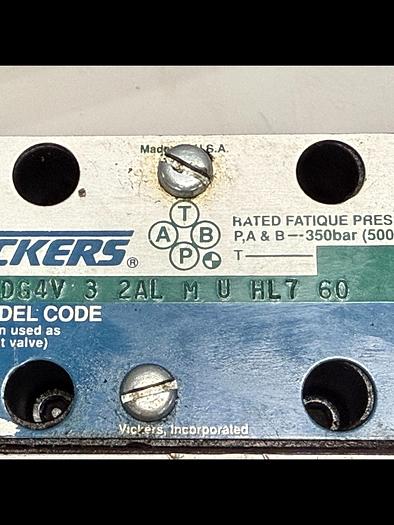 Made U.S.A.
T
A B
P
CKERS®
RATED FATIQUE PRES
P,A & B--350bar (500
T
DG4V 3 2AL M U HL7 60
DEL CODE
n used as
t valve)
Vickers, Incorporated